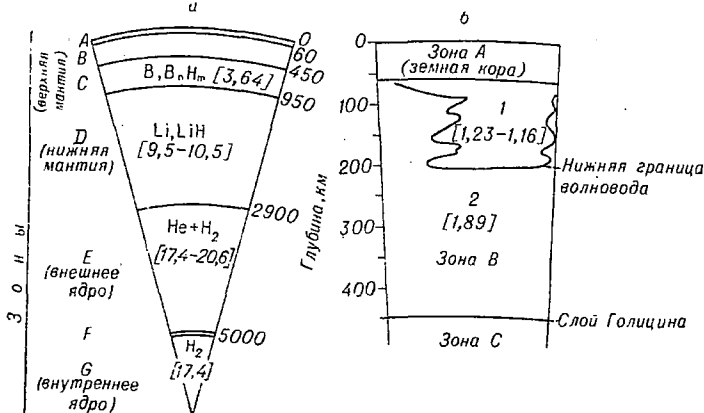 а
А
О
В
60
С
450
B, BₙHₘ [3,64]
950
(верхняя
мантия)
Li, LiH
[9,5–10,5]
D
(нижняя
мантия)
2900
He + H₂
[17,4–20,6]
E
(внешнее
ядро)
F
5000
H₂
[17,4]
G
(внутреннее
ядро)
Зоны
б
0
Зона А
(земная кора)
100
1
[1,23–1,16]
200
Нижняя граница
волновода
2
[1,89]
300
Зона В
400
Глубина, км
Слой Голицина
Зона С